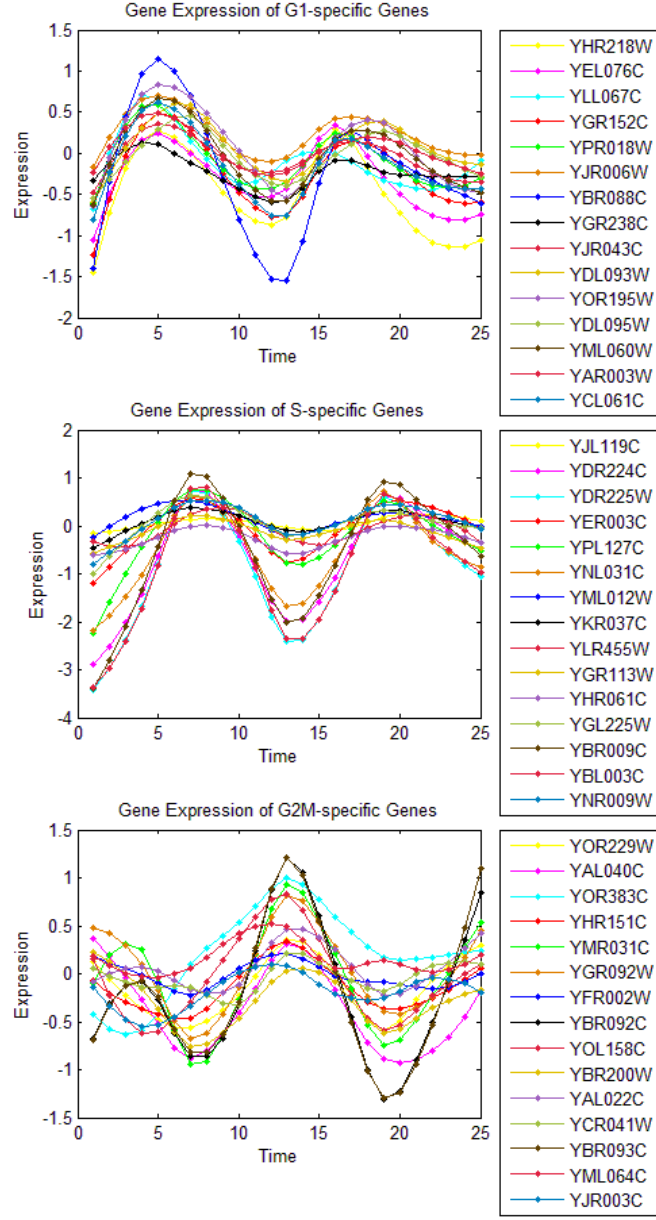 Gene Expression of G1-specific Genes
1.5
1
0.5
0
-0.5
-1
-1.5
-2
Expression
0 5 10 15 20 25
Time
YHR218W
YEL076C
YLL067C
YGR152C
YPR018W
YJR006W
YBR088C
YGR238C
YJR043C
YDL093W
YOR195W
YDL095W
YML060W
YAR003W
YCL061C
Gene Expression of S-specific Genes
2
1
0
-1
-2
-3
-4
Expression
0 5 10 15 20 25
Time
YJL119C
YDR224C
YDR225W
YER003C
YPL127C
YNL031C
YML012W
YKR037C
YLR455W
YGR113W
YHR061C
YGL225W
YBR009C
YBL003C
YNR009W
Gene Expression of G2M-specific Genes
1.5
1
0.5
0
-0.5
-1
-1.5
Expression
0 5 10 15 20 25
Time
YOR229W
YAL040C
YOR383C
YHR151C
YMR031C
YGR092W
YFR002W
YBR092C
YOL158C
YBR200W
YAL022C
YCR041W
YBR093C
YML064C
YJR003C